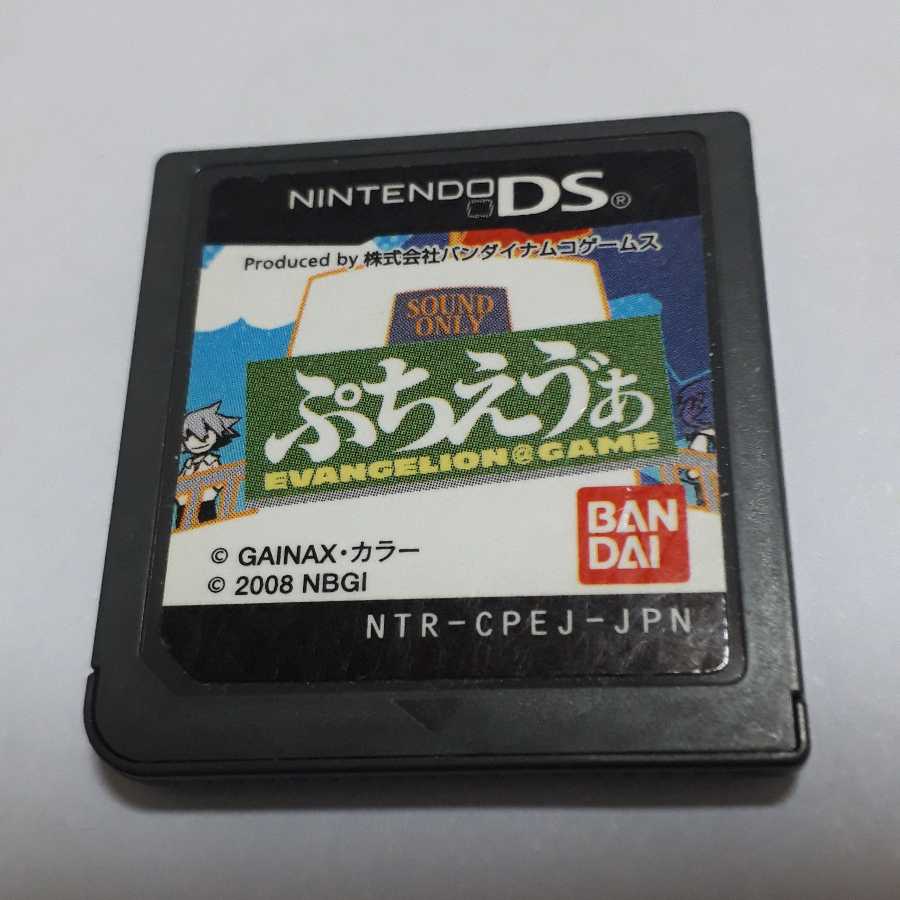 NINTENDO DS®
Produced by 株式会社バンダイナムコゲームス
SOUND
ONLY
ぷちえゔぁ
EVANGELION@GAME
BAN
DAI
© GAINAX・カラー
© 2008 NBGI
NTR-CPEJ-JPN